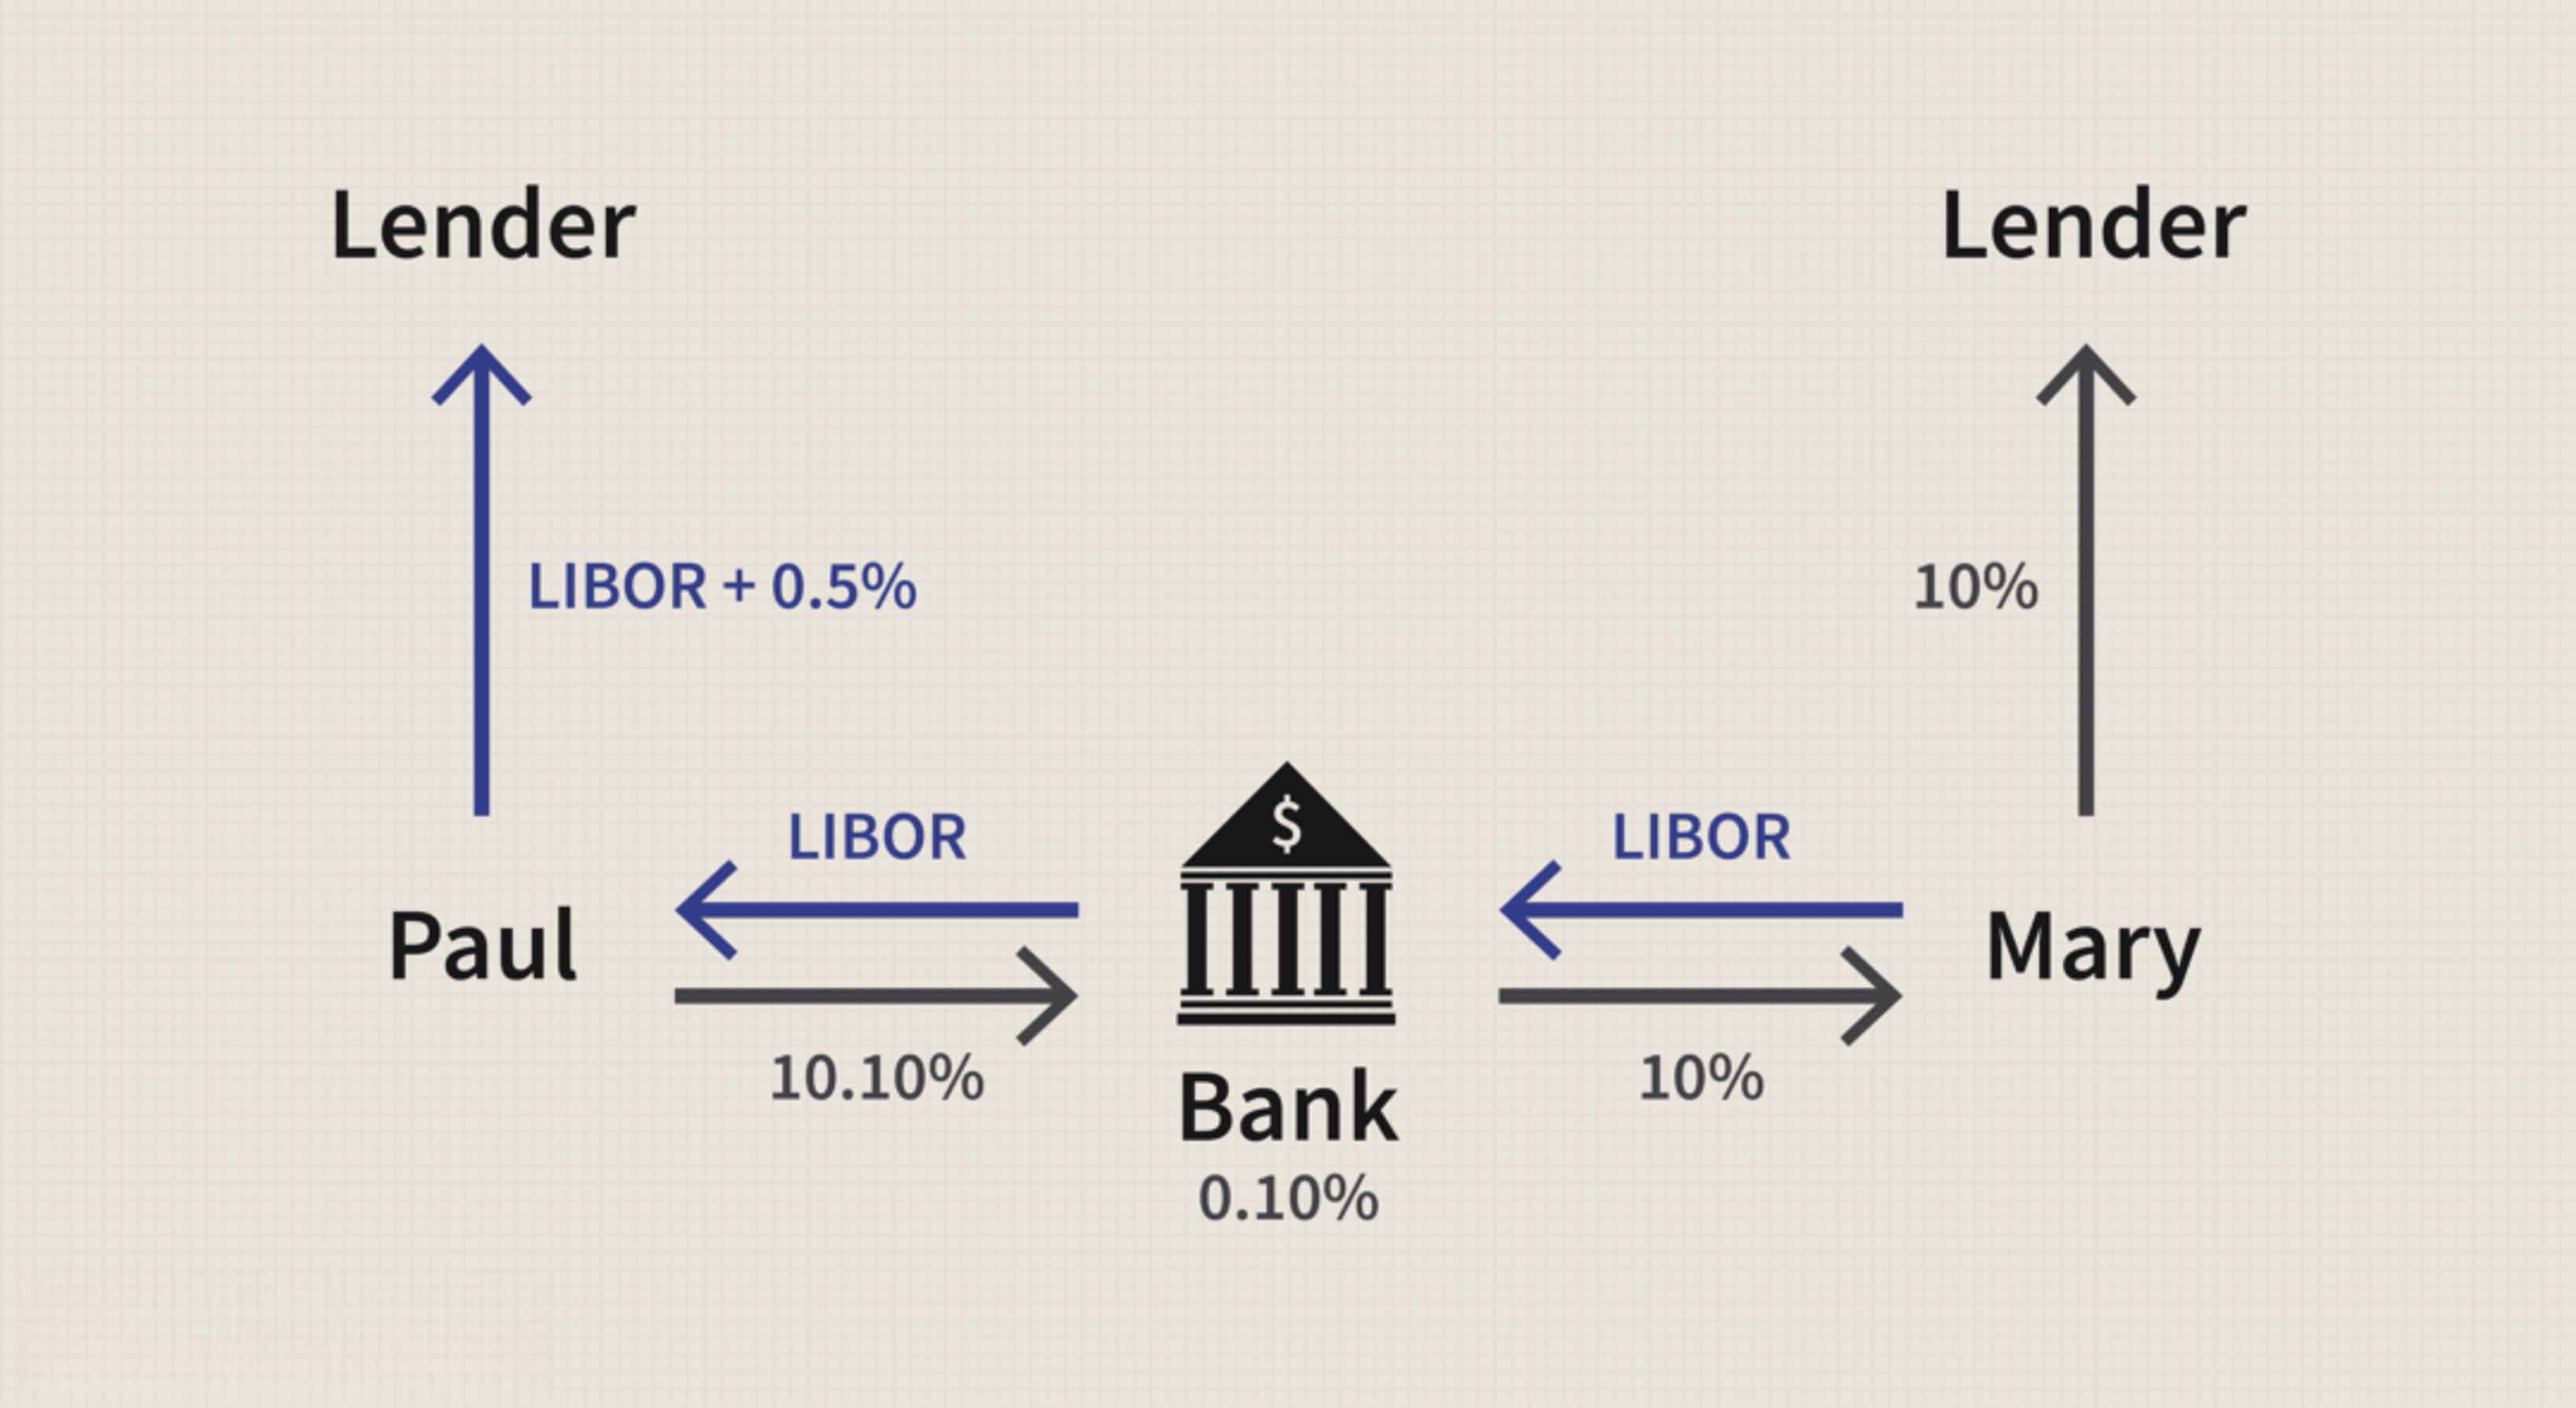 Lender
Lender
LIBOR + 0.5%
10%
$
LIBOR
LIBOR
Paul
Mary
10.10%
10%
Bank
0.10%